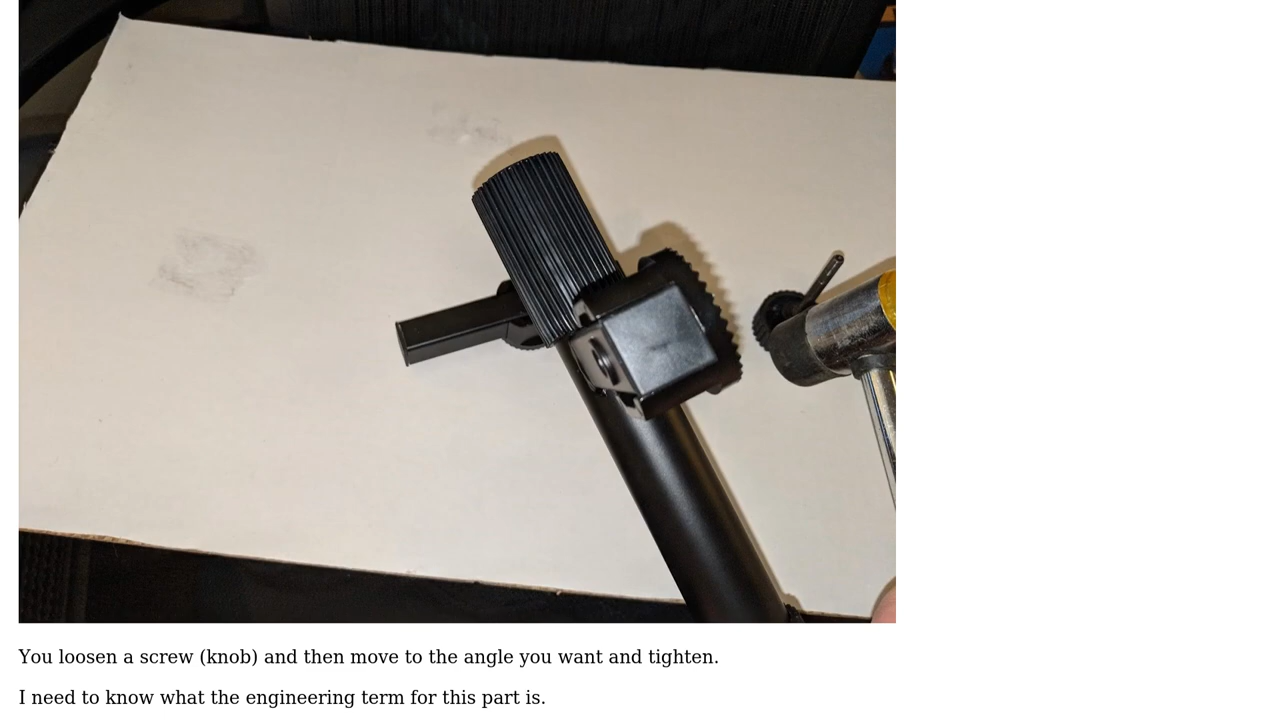 You loosen a screw (knob) and then move to the angle you want and tighten.
I need to know what the engineering term for this part is.